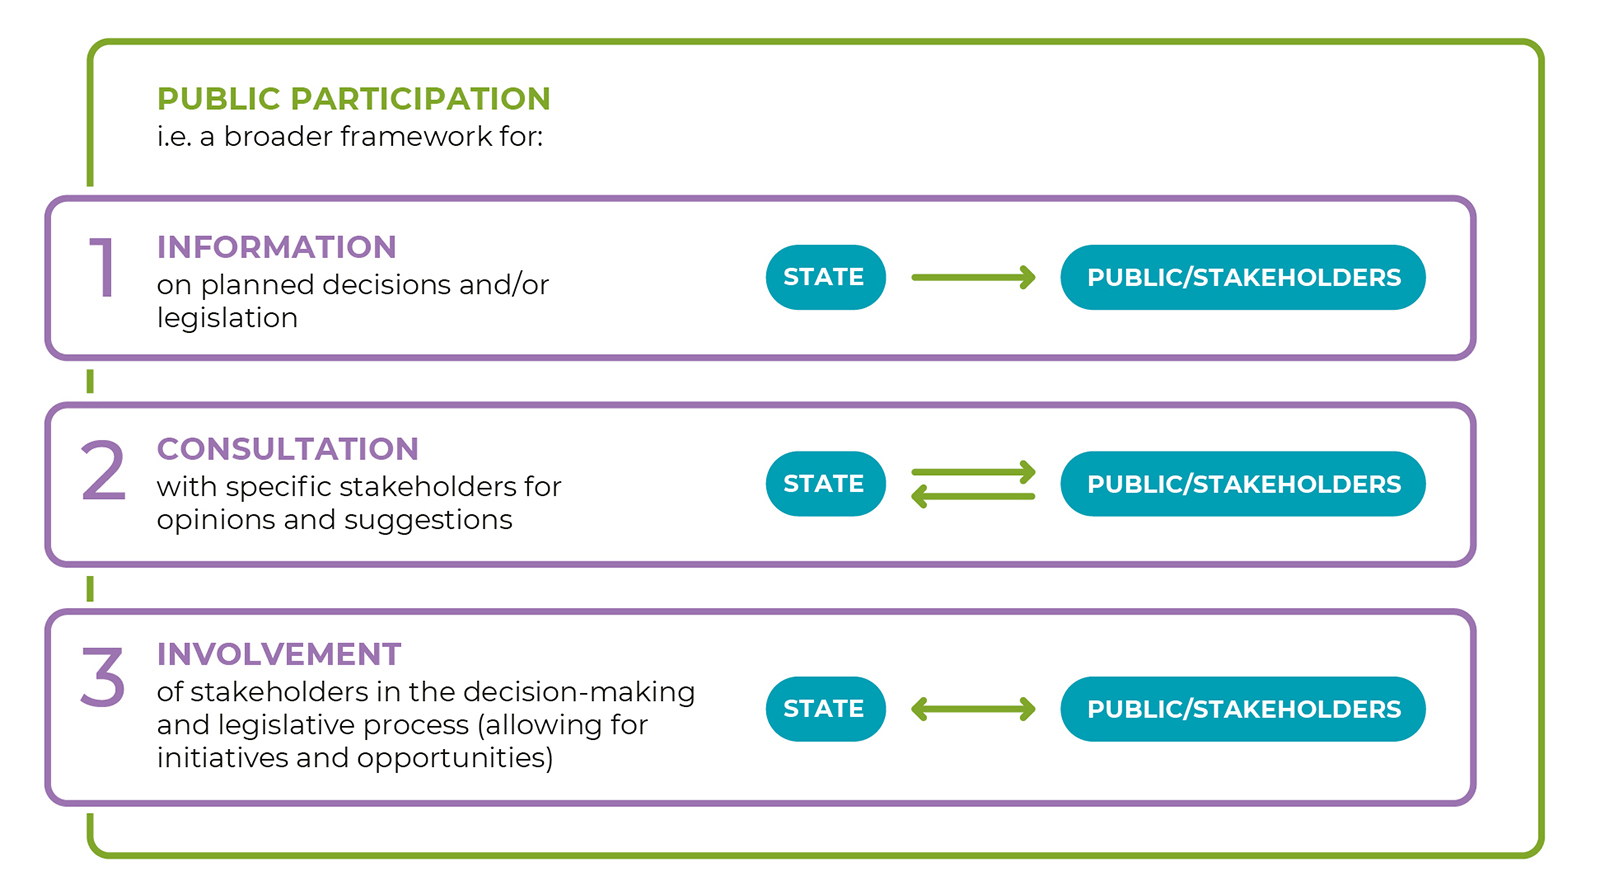 PUBLIC PARTICIPATION
i.e. a broader framework for:
1
INFORMATION
on planned decisions and/or
legislation
STATE
PUBLIC/STAKEHOLDERS
2
CONSULTATION
with specific stakeholders for
opinions and suggestions
STATE
PUBLIC/STAKEHOLDERS
3
INVOLVEMENT
of stakeholders in the decision-making
and legislative process (allowing for
initiatives and opportunities)
STATE
PUBLIC/STAKEHOLDERS